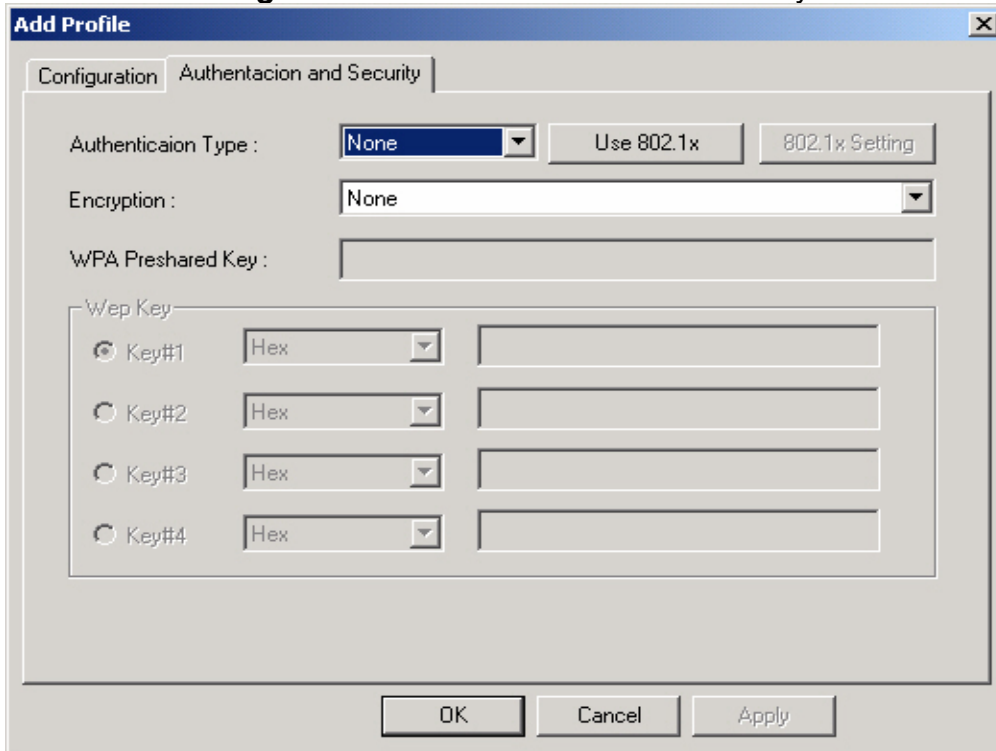 Add Profile
Configuration Authentacion and Security
Authenticaion Type : None Use 802.1x 802.1x Setting
Encryption : None
WPA Preshared Key :
Wep Key
Key#1 Hex
Key#2 Hex
Key#3 Hex
Key#4 Hex
OK Cancel Apply